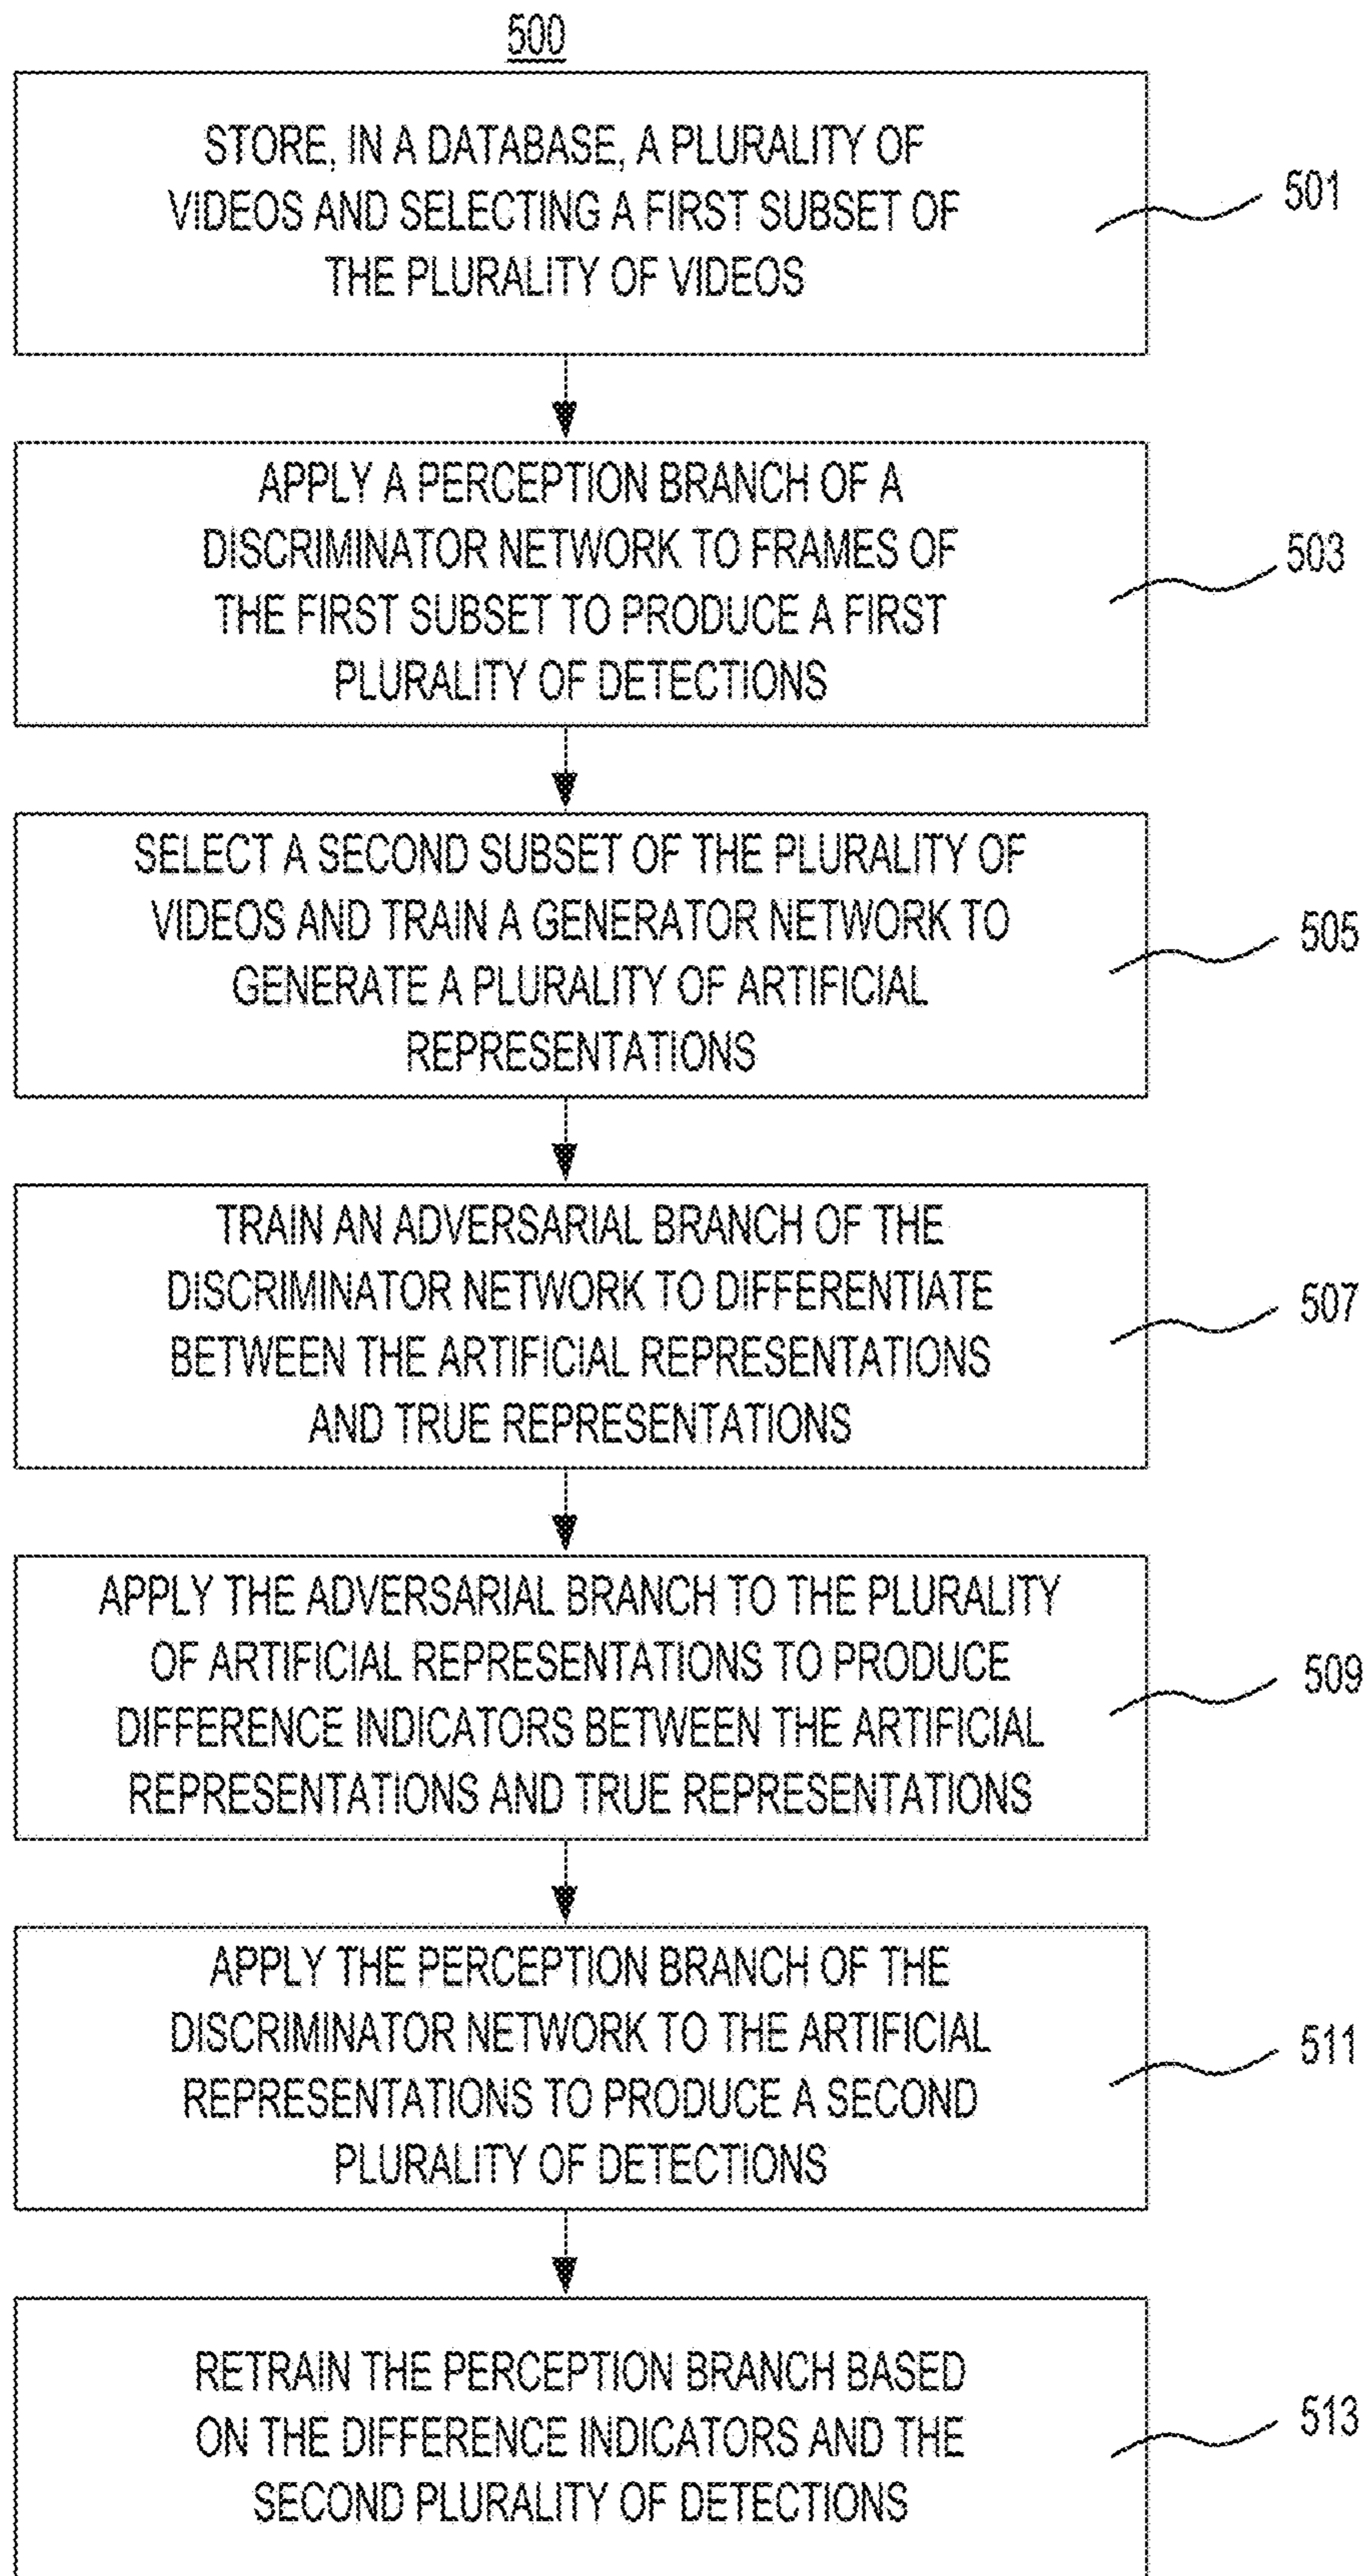 500
STORE, IN A DATABASE, A PLURALITY OF
VIDEOS AND SELECTING A FIRST SUBSET OF
THE PLURALITY OF VIDEOS
501
APPLY A PERCEPTION BRANCH OF A
DISCRIMINATOR NETWORK TO FRAMES OF
THE FIRST SUBSET TO PRODUCE A FIRST
PLURALITY OF DETECTIONS
503
SELECT A SECOND SUBSET OF THE PLURALITY OF
VIDEOS AND TRAIN A GENERATOR NETWORK TO
GENERATE A PLURALITY OF ARTIFICIAL
REPRESENTATIONS
505
TRAIN AN ADVERSARIAL BRANCH OF THE
DISCRIMINATOR NETWORK TO DIFFERENTIATE
BETWEEN THE ARTIFICIAL REPRESENTATIONS
AND TRUE REPRESENTATIONS
507
APPLY THE ADVERSARIAL BRANCH TO THE PLURALITY
OF ARTIFICIAL REPRESENTATIONS TO PRODUCE
DIFFERENCE INDICATORS BETWEEN THE ARTIFICIAL
REPRESENTATIONS AND TRUE REPRESENTATIONS
509
APPLY THE PERCEPTION BRANCH OF THE
DISCRIMINATOR NETWORK TO THE ARTIFICIAL
REPRESENTATIONS TO PRODUCE A SECOND
PLURALITY OF DETECTIONS
511
RETRAIN THE PERCEPTION BRANCH BASED
ON THE DIFFERENCE INDICATORS AND THE
SECOND PLURALITY OF DETECTIONS
513